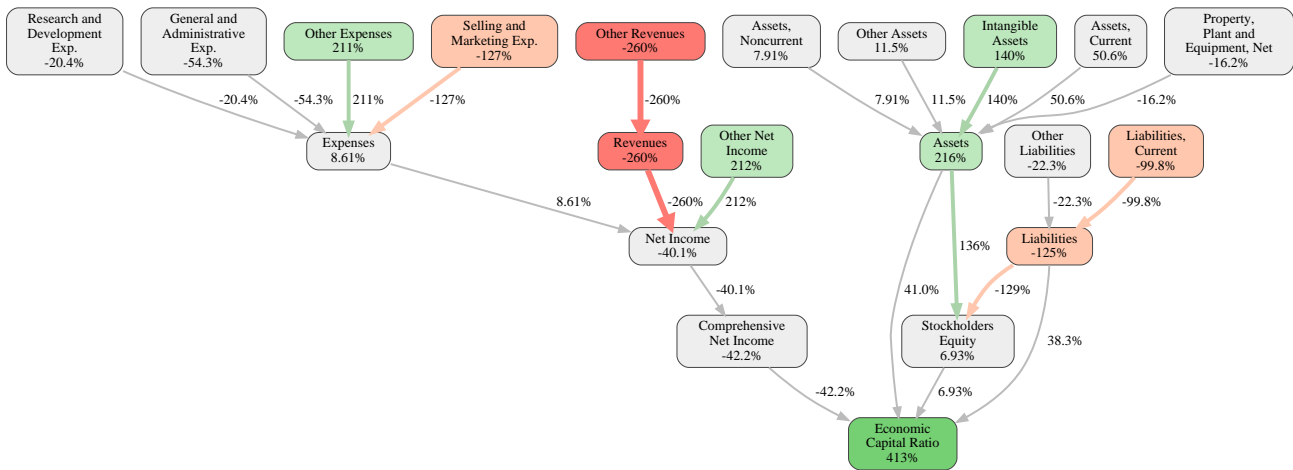 Research and
Development
Exp.
-20.4%
General and
Administrative
Exp.
-54.3%
Other Expenses
211%
Selling and
Marketing Exp.
-127%
Other Revenues
-260%
Assets,
Noncurrent
7.91%
Other Assets
11.5%
Intangible
Assets
140%
Assets,
Current
50.6%
Property,
Plant and
Equipment, Net
-16.2%
-20.4%
-54.3%
211%
-127%
-260%
7.91%
11.5%
140%
50.6%
-16.2%
Expenses
8.61%
Revenues
-260%
Other Net
Income
212%
Assets
216%
Other
Liabilities
-22.3%
Liabilities,
Current
-99.8%
8.61%
-260%
212%
-22.3%
-99.8%
Net Income
-40.1%
136%
Liabilities
-125%
-40.1%
41.0%
-129%
38.3%
Comprehensive
Net Income
-42.2%
Stockholders
Equity
6.93%
-42.2%
6.93%
Economic
Capital Ratio
413%